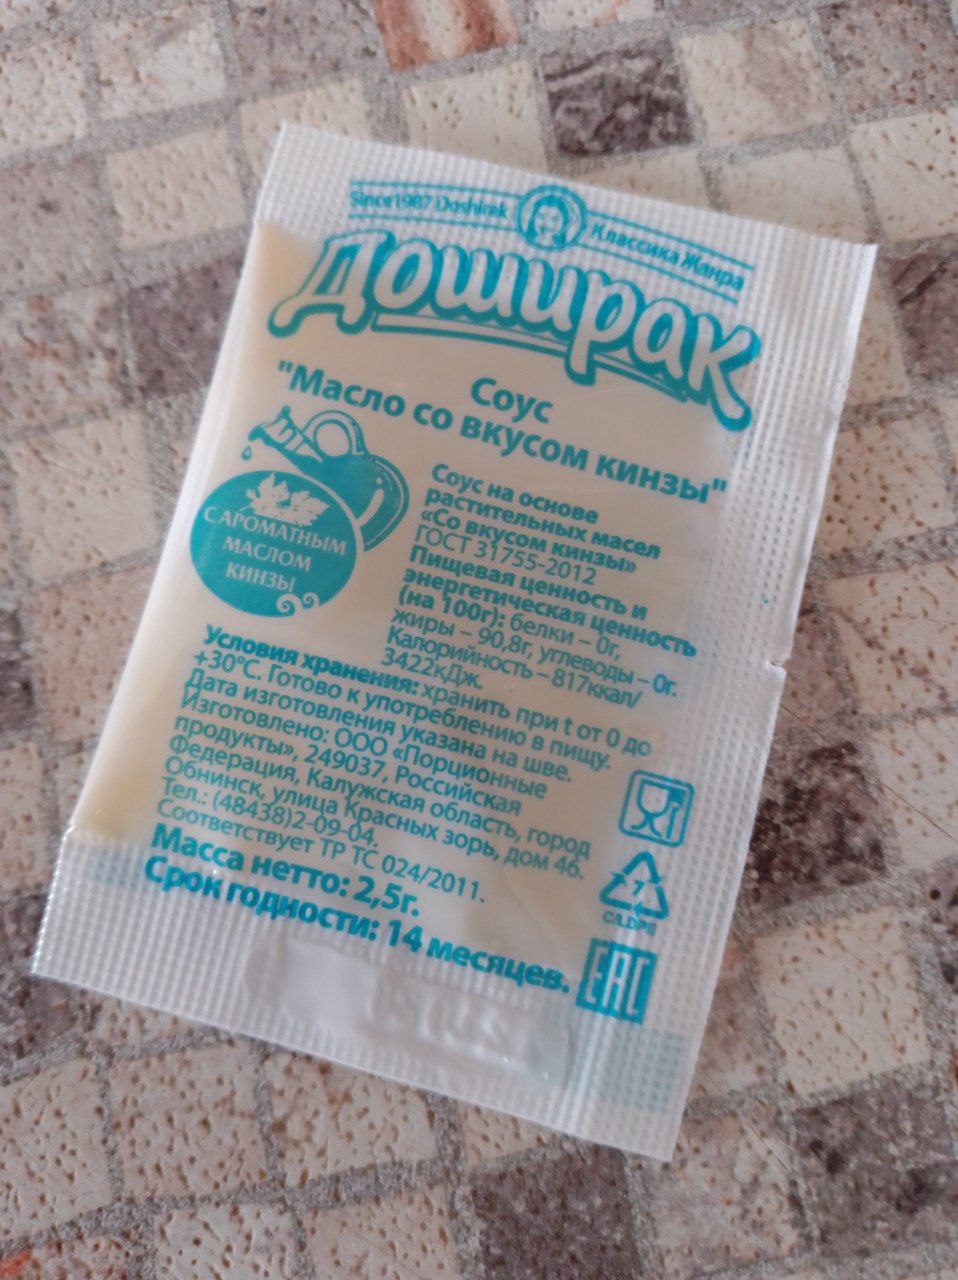 Since1987 Doshirak
Классика Жанра
Доширак
Соус
"Масло со вкусом кинзы"
С АРОМАТНЫМ
МАСЛОМ
КИНЗЫ
Соус на основе
растительных масел
«Со вкусом кинзы»
ГОСТ 31755-2012
Пищевая ценность и
энергетическая ценность
(на 100г): белки – 0г,
жиры – 90,8г, углеводы – 0г.
Калорийность – 817ккал/
3422кДж.
Условия хранения: хранить при t от 0 до
+30°С. Готово к употреблению в пищу.
Дата изготовления указана на шве.
Изготовлено: ООО «Порционные
продукты», 249037, Российская
Федерация, Калужская область, город
Обнинск, улица Красных зорь, дом 46.
Тел.: (48438)2-09-04.
Соответствует ТР ТС 024/2011.
Масса нетто: 2,5г.
Срок годности: 14 месяцев.
7
C/LDPE
EAC